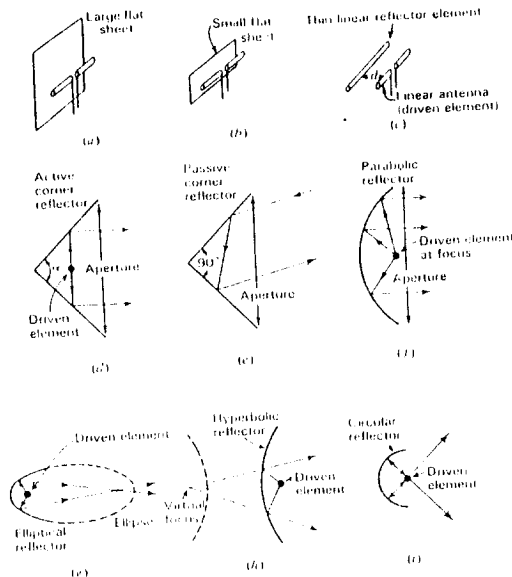 Large flat
sheet
Small flat
sheet
Thin linear reflector element
d
Linear antenna
(driven element)
(a)
(b)
(c)
Active
corner
reflector
Passive
corner
reflector
Parabolic
reflector
α
Aperture
Driven
element
90°
Aperture
Driven element
at focus
Aperture
(d)
(e)
(f)
Driven element
Elliptical
reflector
Ellipse
Hyperbolic
reflector
Virtual
focus
Driven
element
Circular
reflector
Driven
element
(h)
(i)